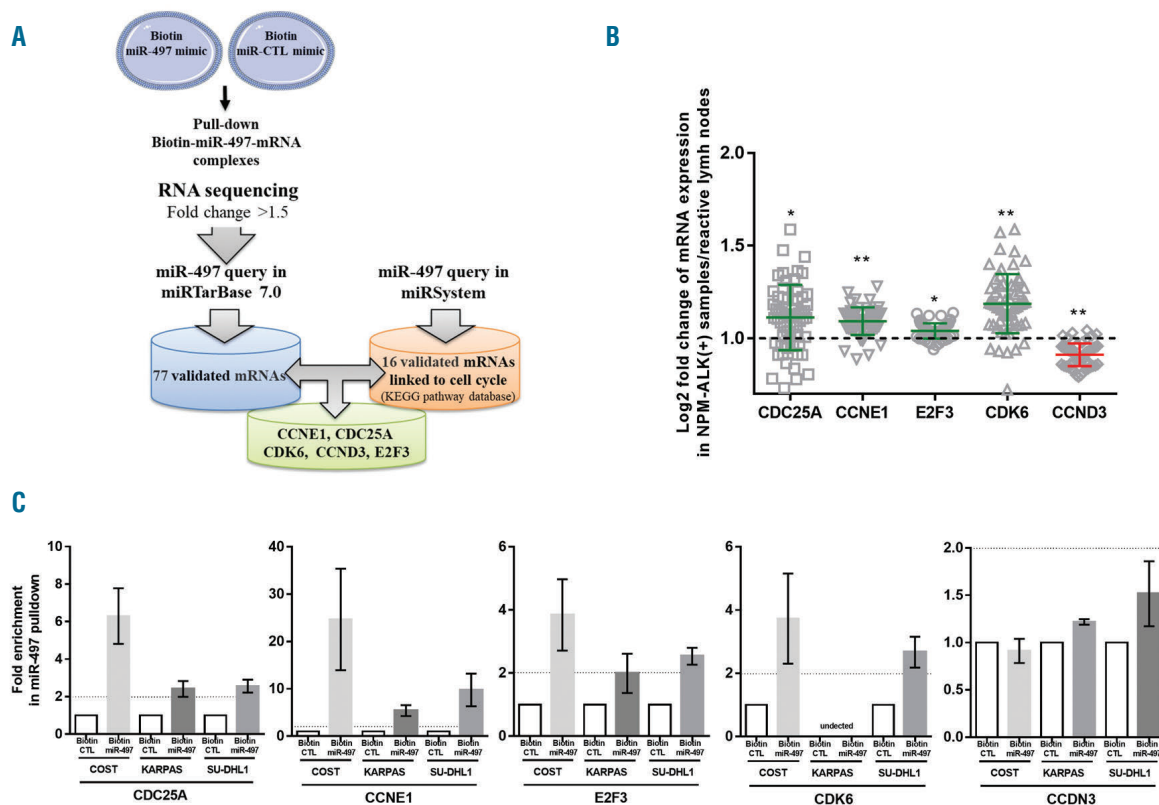 A
Biotin
miR-497 mimic
Biotin
miR-CTL mimic
Pull-down
Biotin-miR-497-mRNA
complexes
RNA sequencing
Fold change >1.5
miR-497 query in
miRTarBase 7.0
miR-497 query in
miRSystem
77 validated mRNAs
16 validated mRNAs
linked to cell cycle
(KEGG pathway database)
CCNE1, CDC25A
CDK6, CCND3, E2F3
B
Log2 fold change of mRNA expression
in NPM-ALK(+) samples/reactive lymh nodes
2.0
1.5
1.0
0.5
* ** * ** **
CDC25A CCNE1 E2F3 CDK6 CCND3
C
Fold enrichment
in miR-497 pulldown
10
8
6
4
2
0
Biotin CTL Biotin miR-497 Biotin CTL Biotin miR-497 Biotin CTL Biotin miR-497
COST KARPAS SU-DHL1
CDC25A
40
30
20
10
0
Biotin CTL Biotin miR-497 Biotin CTL Biotin miR-497 Biotin CTL Biotin miR-497
COST KARPAS SU-DHL1
CCNE1
6
4
2
0
Biotin CTL Biotin miR-497 Biotin CTL Biotin miR-497 Biotin CTL Biotin miR-497
COST KARPAS SU-DHL1
E2F3
6
4
2
0
undected
Biotin CTL Biotin miR-497 Biotin CTL Biotin miR-497 Biotin CTL Biotin miR-497
COST KARPAS SU-DHL1
CDK6
2.0
1.5
1.0
0.5
0.0
Biotin CTL Biotin miR-497 Biotin CTL Biotin miR-497 Biotin CTL Biotin miR-497
COST KARPAS SU-DHL1
CCDN3